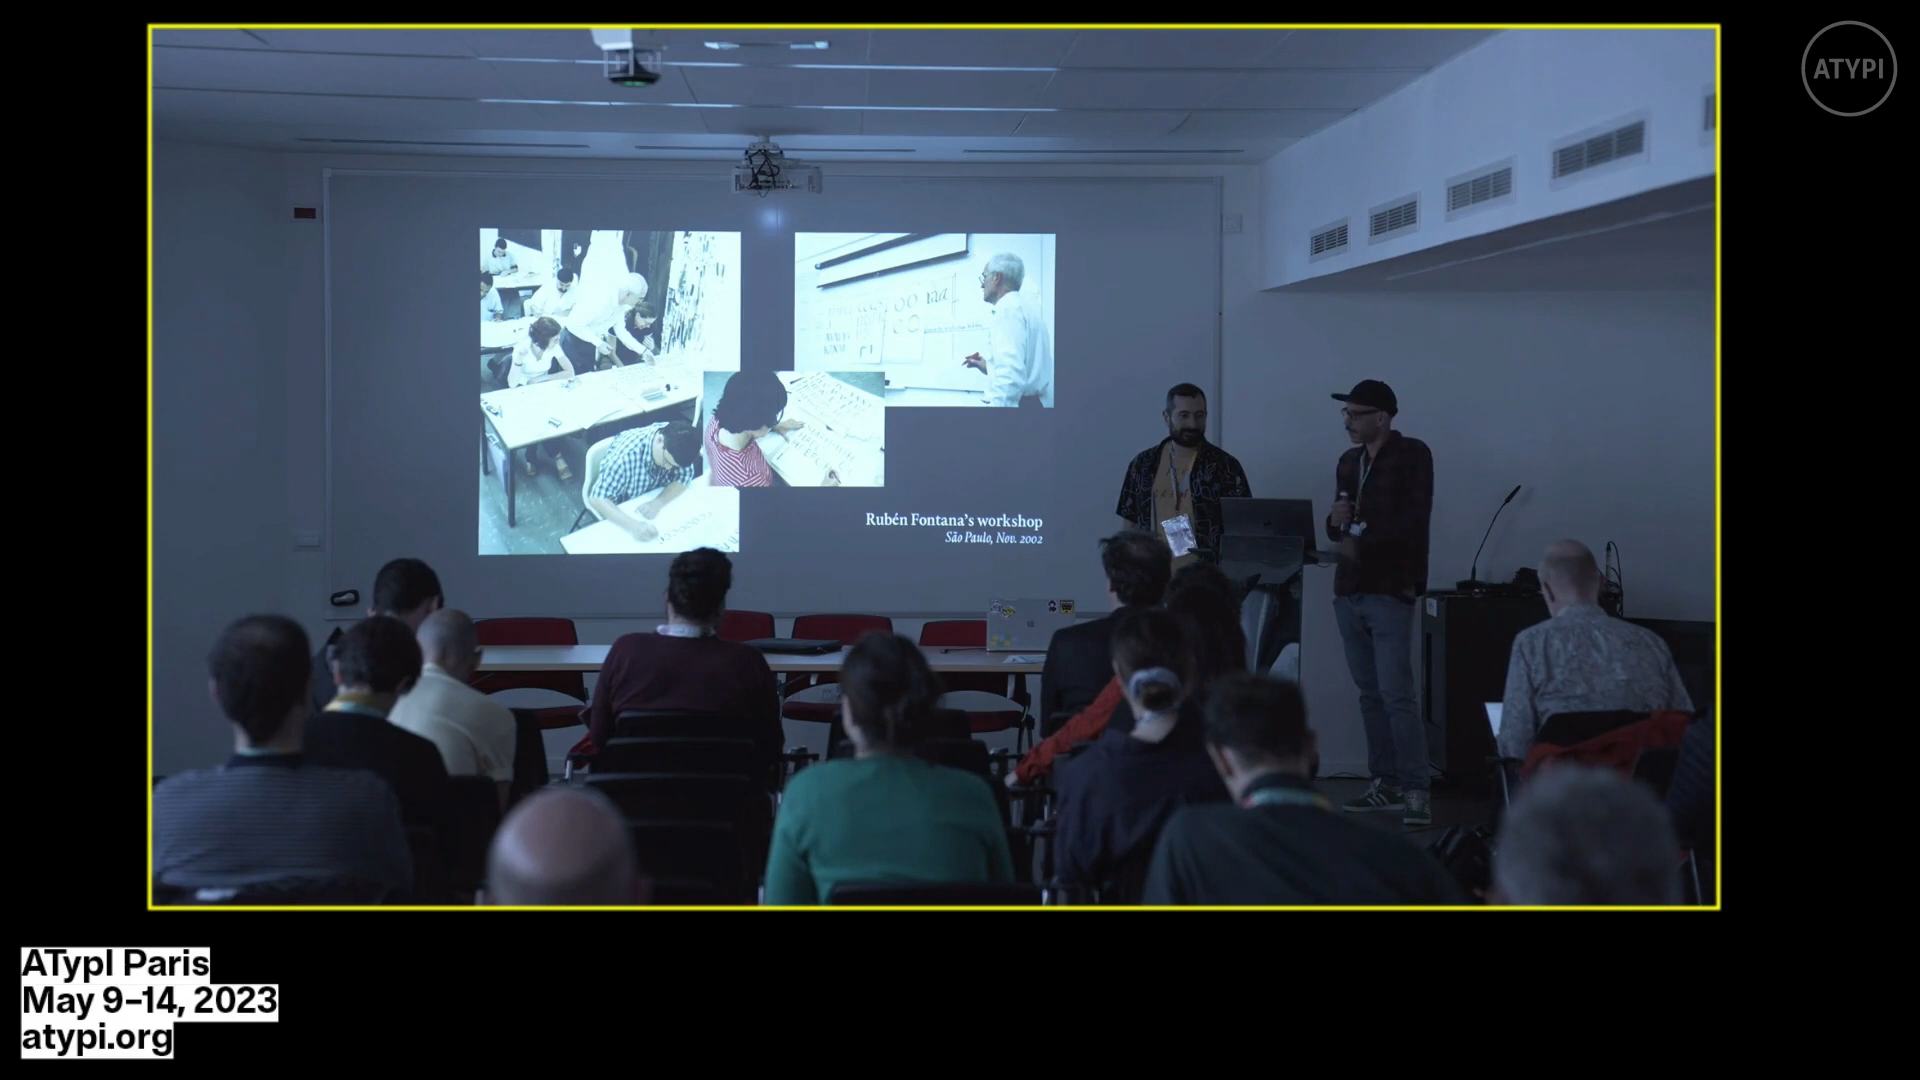 ATYPI
Rubén Fontana's workshop
São Paulo, Nov. 2002
ATypI Paris
May 9–14, 2023
atypi.org